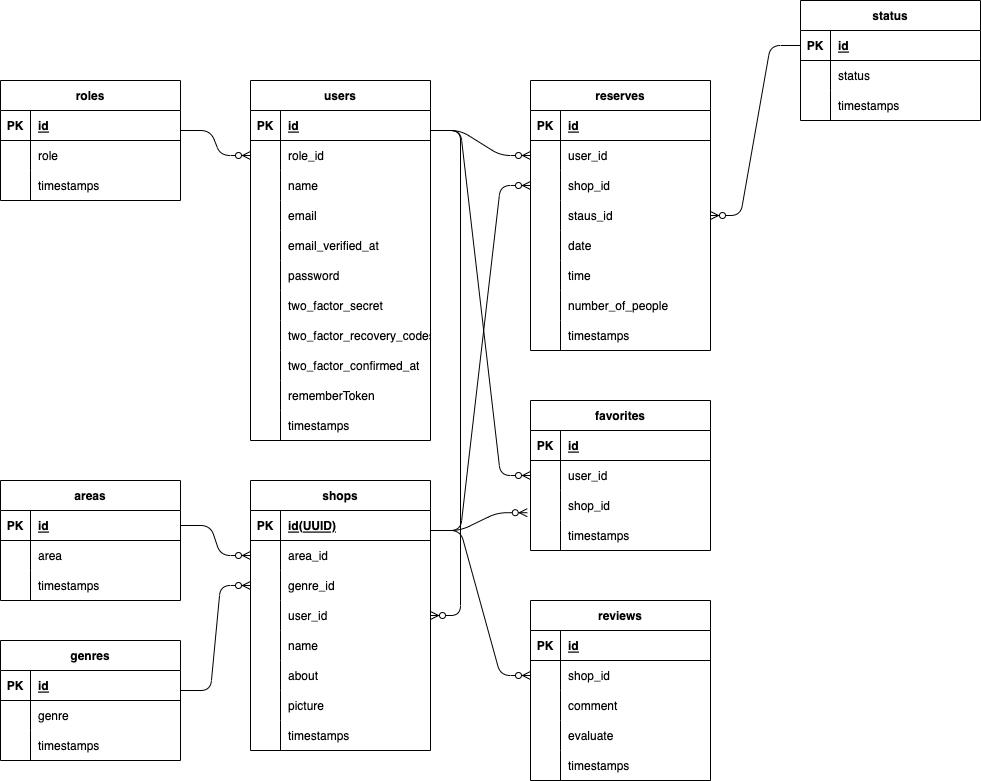 status
PK id
status
timestamps
roles
PK id
role
timestamps
users
PK id
role_id
name
email
email_verified_at
password
two_factor_secret
two_factor_recovery_codes
two_factor_confirmed_at
rememberToken
timestamps
reserves
PK id
user_id
shop_id
staus_id
date
time
number_of_people
timestamps
favorites
PK id
user_id
shop_id
timestamps
areas
PK id
area
timestamps
shops
PK id(UUID)
area_id
genre_id
user_id
name
about
picture
timestamps
genres
PK id
genre
timestamps
reviews
PK id
shop_id
comment
evaluate
timestamps